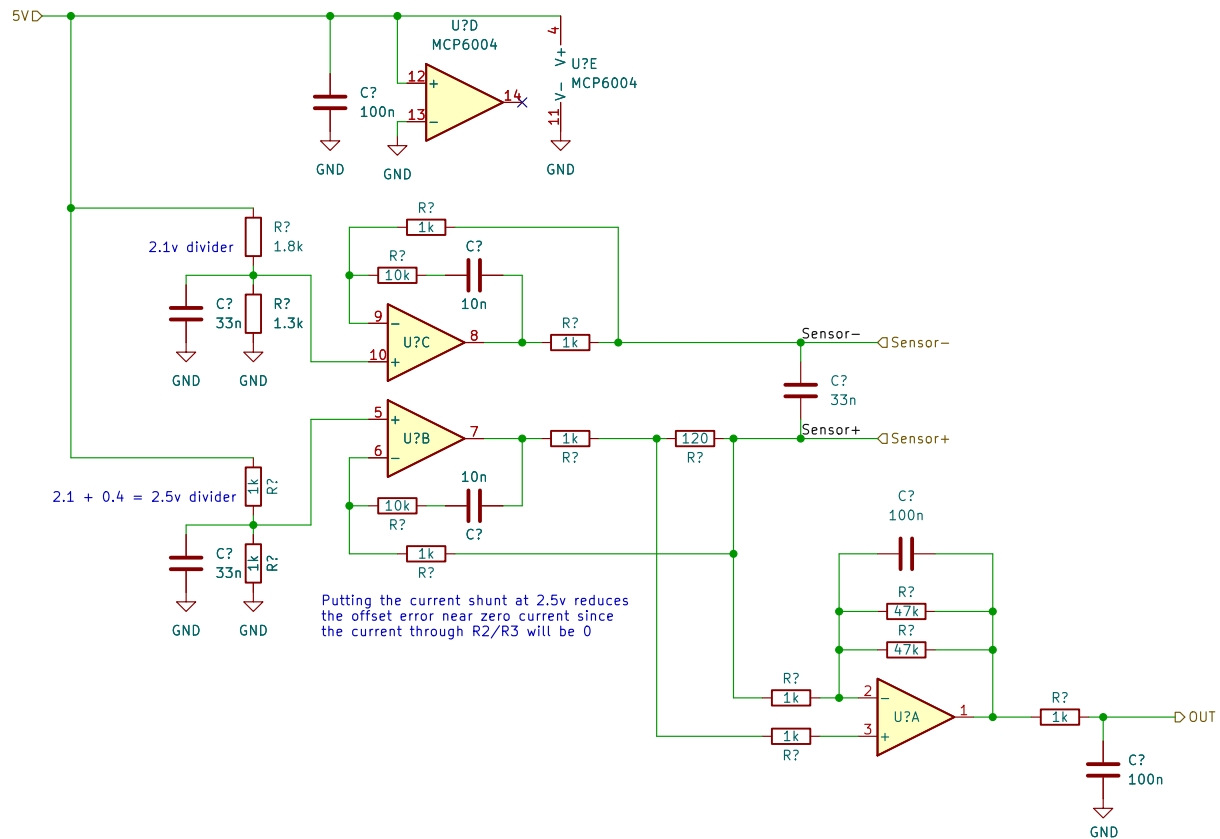 5V
U?D
MCP6004
12
+
13
−
14
C?
100n
GND
GND
4
V+
U?E
MCP6004
V−
11
GND
2.1v divider
R?
1.8k
C?
33n
R?
1.3k
GND
GND
R?
1k
R?
10k
C?
10n
9
−
U?C
8
10
+
R?
1k
Sensor−
Sensor−
C?
33n
Sensor+
Sensor+
5
+
U?B
7
6
−
1k
R?
120
R?
10n
10k
R?
C?
1k
R?
2.1 + 0.4 = 2.5v divider
1k
R?
C?
33n
1k
R?
GND
GND
Putting the current shunt at 2.5v reduces
the offset error near zero current since
the current through R2/R3 will be 0
C?
100n
R?
47k
R?
47k
R?
1k
2
−
U?A
1
3
+
1k
R?
R?
1k
OUT
C?
100n
GND